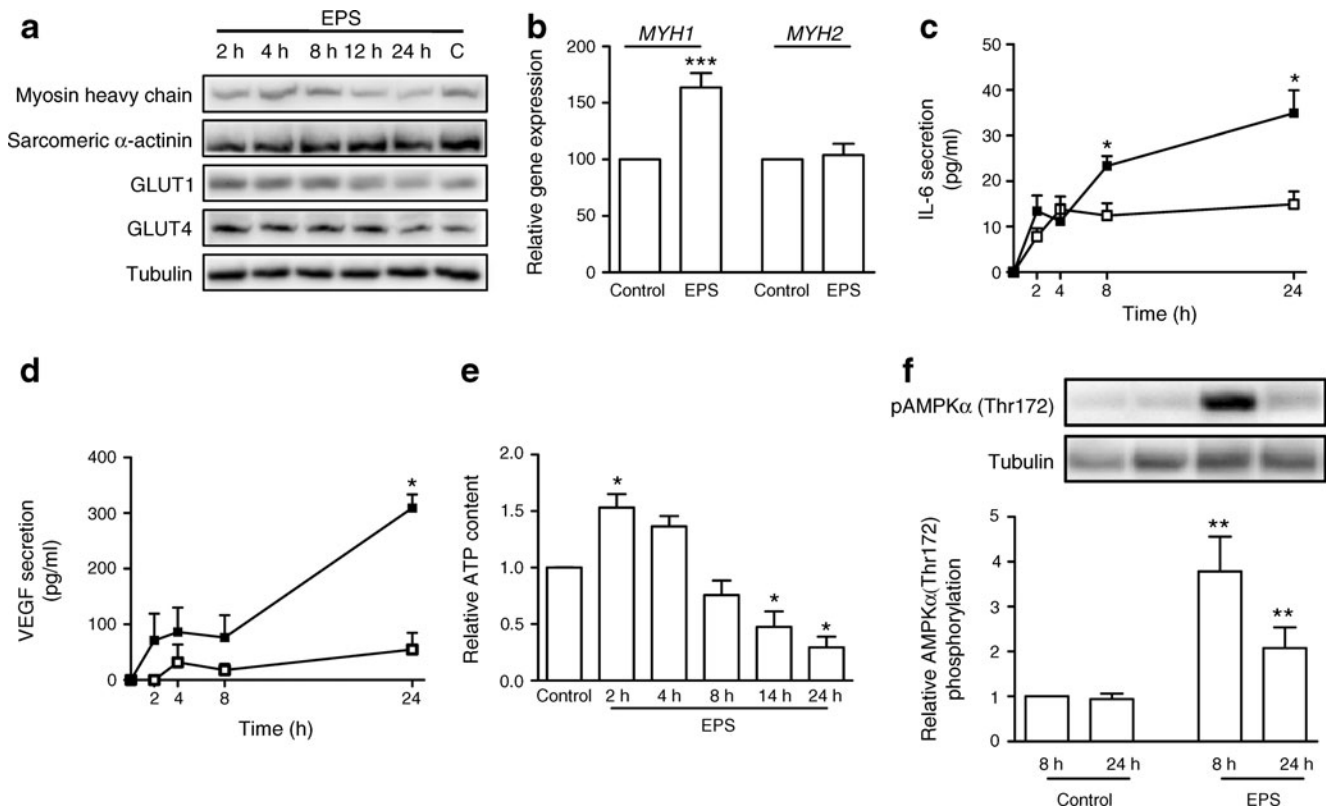 a
EPS
2 h 4 h 8 h 12 h 24 h C
Myosin heavy chain
Sarcomeric α-actinin
GLUT1
GLUT4
Tubulin
b
MYH1 MYH2
***
Relative gene expression
200
150
100
50
0
Control EPS Control EPS
c
IL-6 secretion
(pg/ml)
50
40
30
20
10
0
*
*
2 4 8 24
Time (h)
d
VEGF secretion
(pg/ml)
400
300
200
100
0
*
2 4 8 24
Time (h)
e
Relative ATP content
2.0
1.5
1.0
0.5
0.0
*
*
*
Control 2 h 4 h 8 h 14 h 24 h
EPS
f
pAMPKα (Thr172)
Tubulin
Relative AMPKα(Thr172)
phosphorylation
5
4
3
2
1
0
**
**
8 h 24 h 8 h 24 h
Control EPS